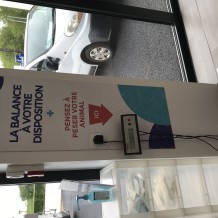 LA BALANCE
À VOTRE
DISPOSITION
+
PENSEZ À
PESER VOTRE
ANIMAL
ICI